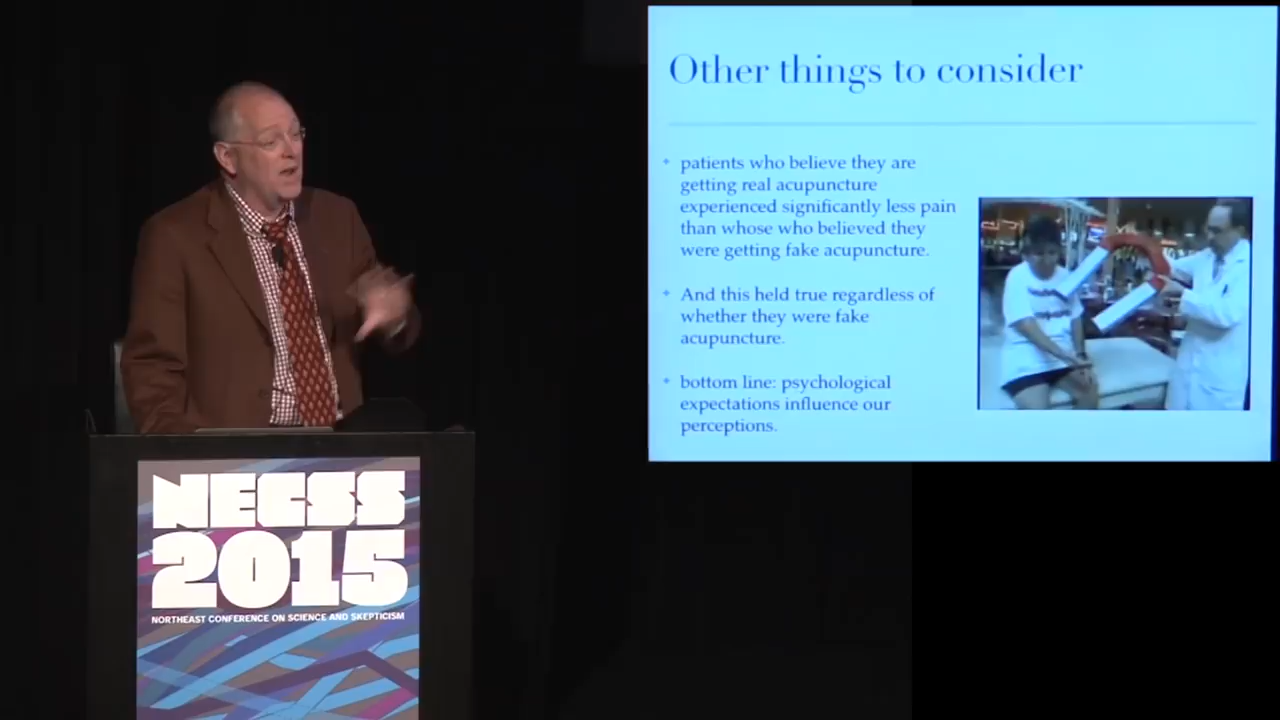 Other things to consider
patients who believe they are
getting real acupuncture
experienced significantly less pain
than whose who believed they
were getting fake acupuncture.
And this held true regardless of
whether they were fake
acupuncture.
bottom line: psychological
expectations influence our
perceptions.
NECSS
2015
NORTHEAST CONFERENCE ON SCIENCE AND SKEPTICISM